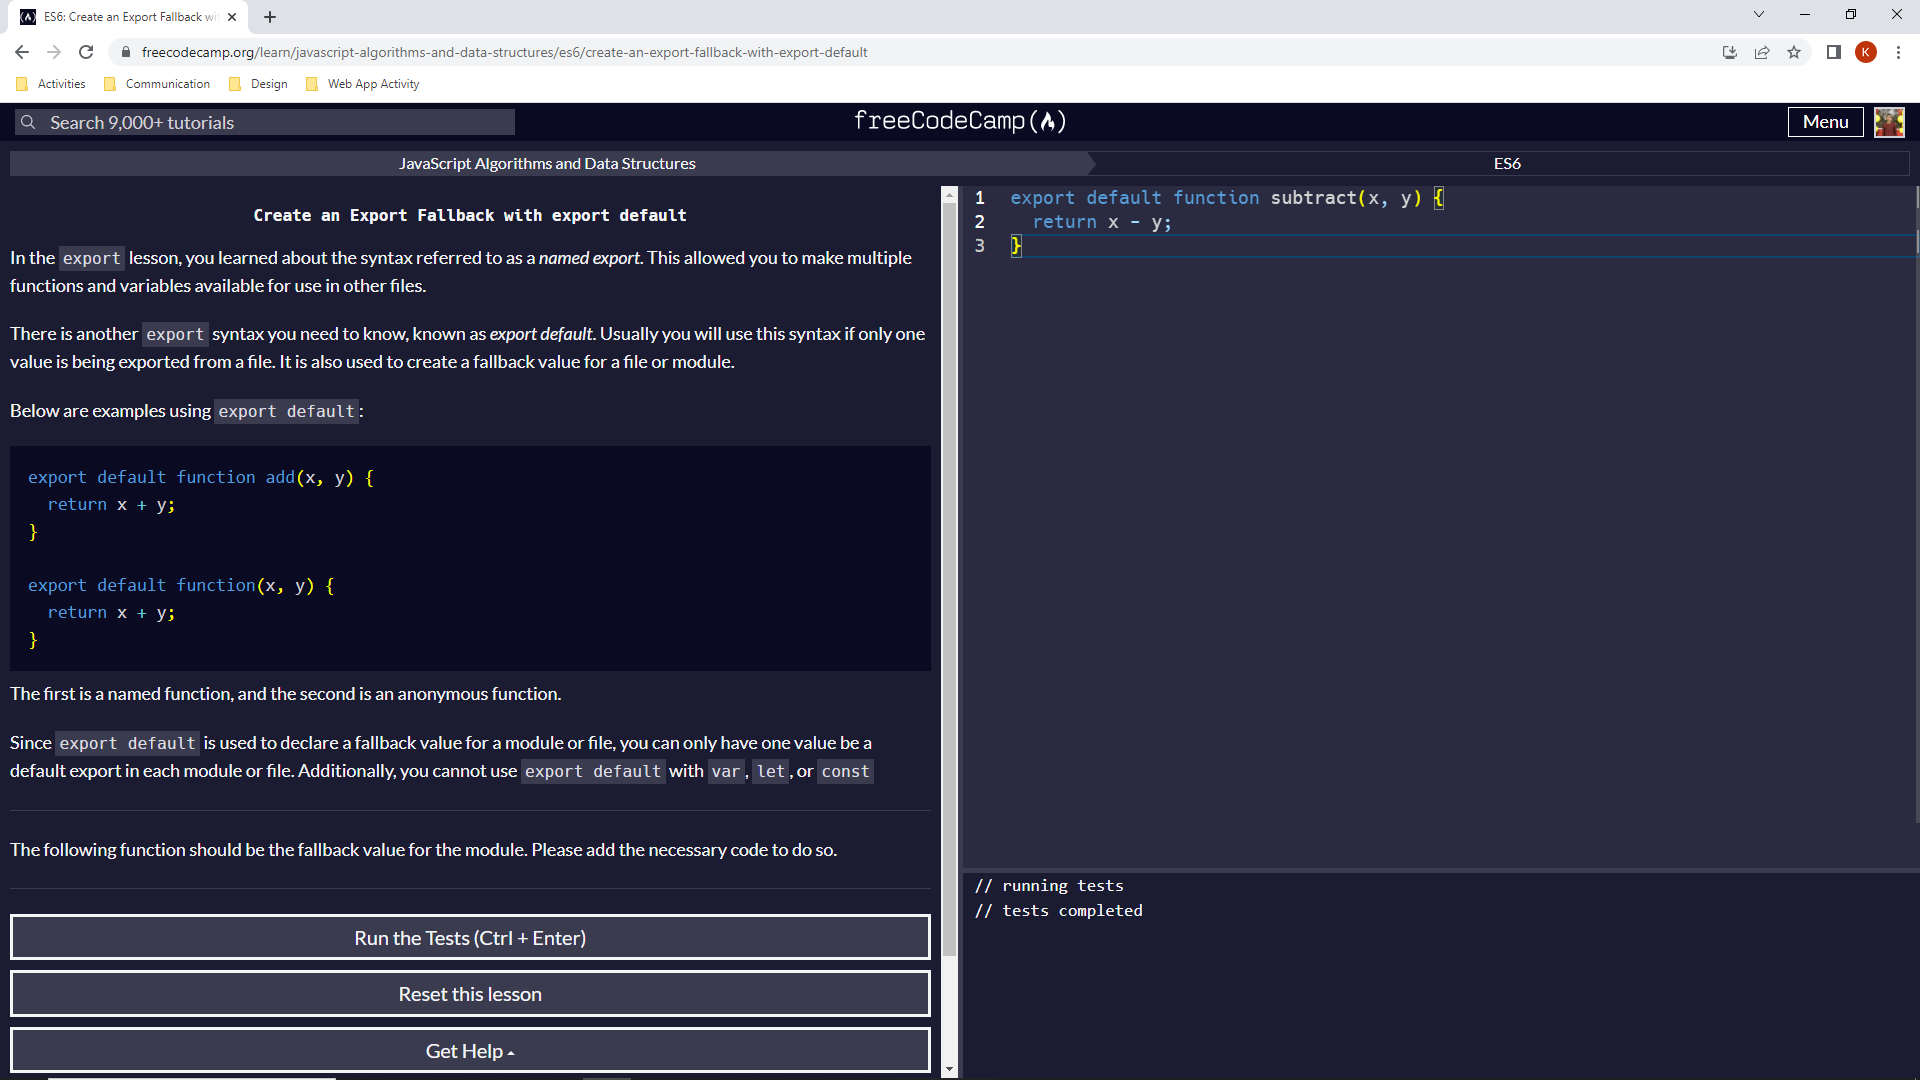 ES6: Create an Export Fallback wi
freecodecamp.org/learn/javascript-algorithms-and-data-structures/es6/create-an-export-fallback-with-export-default
K
Activities
Communication
Design
Web App Activity
Search 9,000+ tutorials
freeCodeCamp
Menu
JavaScript Algorithms and Data Structures
ES6
Create an Export Fallback with export default
In the export lesson, you learned about the syntax referred to as a named export. This allowed you to make multiple
functions and variables available for use in other files.
There is another export syntax you need to know, known as export default. Usually you will use this syntax if only one
value is being exported from a file. It is also used to create a fallback value for a file or module.
Below are examples using export default:
export default function add(x, y) {
return x + y;
}
export default function(x, y) {
return x + y;
}
The first is a named function, and the second is an anonymous function.
Since export default is used to declare a fallback value for a module or file, you can only have one value be a
default export in each module or file. Additionally, you cannot use export default with var, let, or const
The following function should be the fallback value for the module. Please add the necessary code to do so.
Run the Tests (Ctrl + Enter)
Reset this lesson
Get Help
1 export default function subtract(x, y) {
2 return x - y;
3 }
// running tests
// tests completed